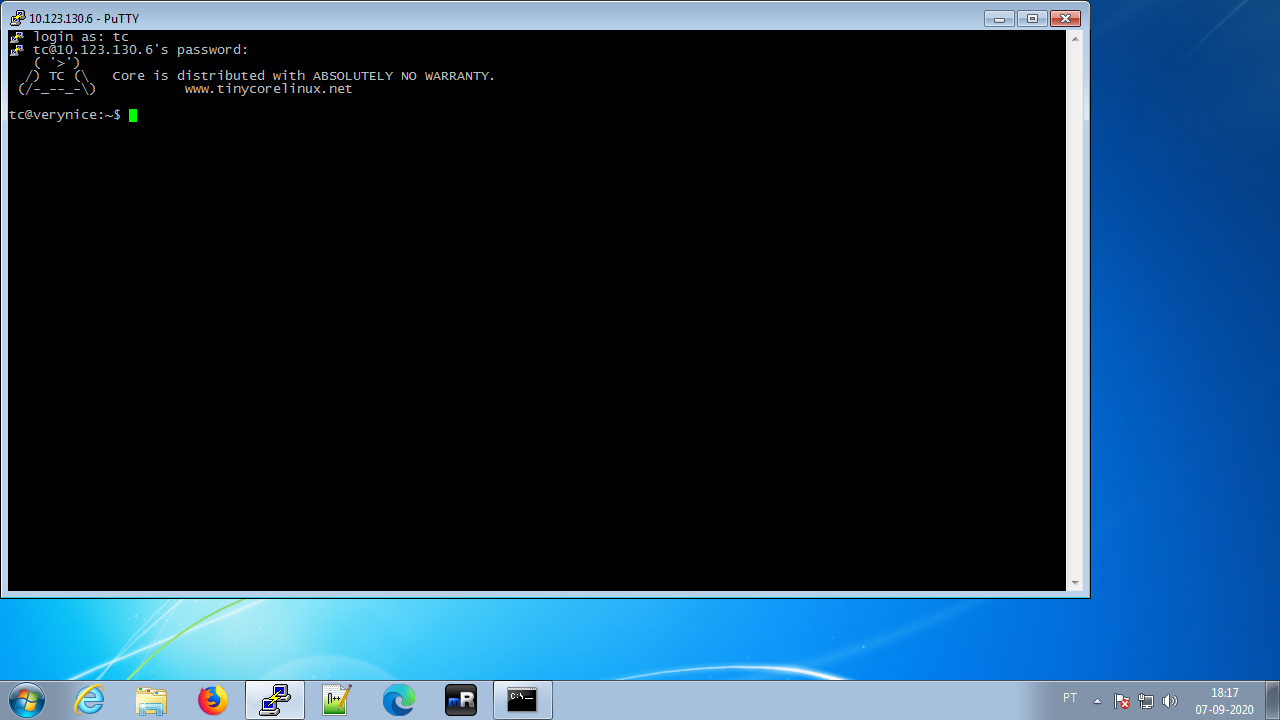 10.123.130.6 - PuTTY
login as: tc
tc@10.123.130.6's password:
( '>')
/) TC (\   Core is distributed with ABSOLUTELY NO WARRANTY.
(/-_--_-\)           www.tinycorelinux.net
tc@verynice:~$
N++
mR
C:\_
PT
18:17
07-09-2020